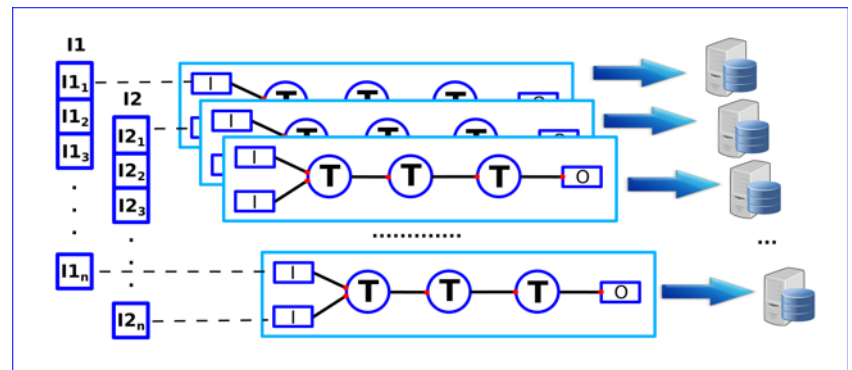 I1
I1₁
I
T T T
O
I2
I1₂
I
T T T
O
I2₁
I1₃
I
T T T O
I2₂
I
I2₃
.............
...
I1ₙ
I
T T T O
I2ₙ
I